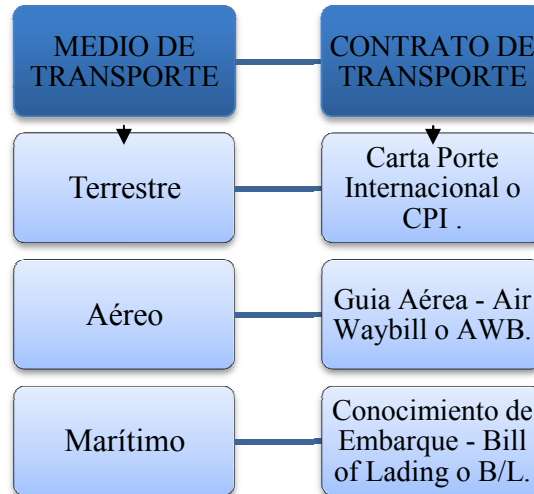 MEDIO DE
TRANSPORTE
CONTRATO DE
TRANSPORTE
Terrestre
Carta Porte
Internacional o
CPI .
Aéreo
Guia Aérea - Air
Waybill o AWB.
Marítimo
Conocimiento de
Embarque - Bill
of Lading o B/L.